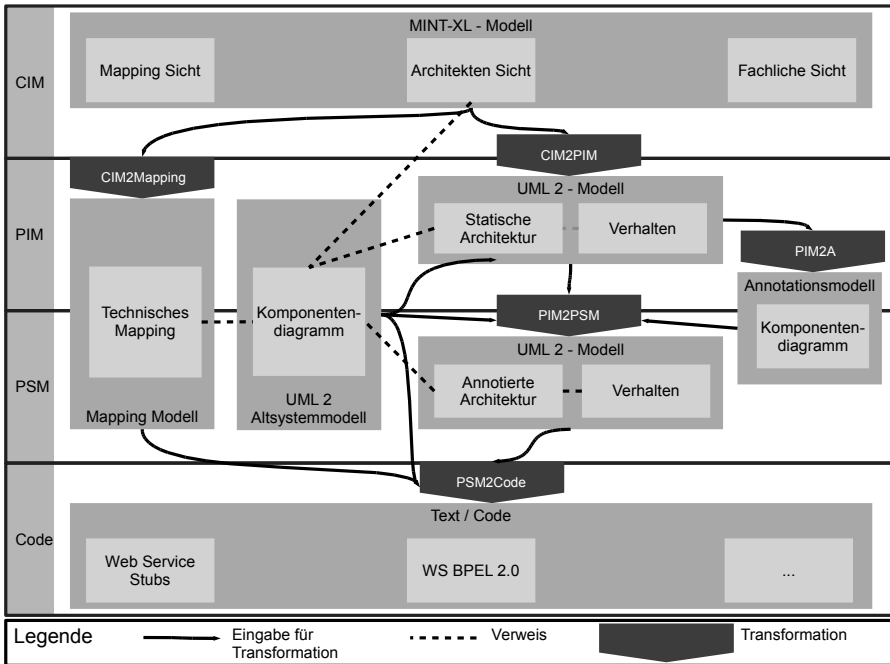 MINT-XL - Modell
CIM
Mapping Sicht
Architekten Sicht
Fachliche Sicht
CIM2Mapping
CIM2PIM
PIM
UML 2 - Modell
Statische
Architektur
Verhalten
PIM2A
Annotationsmodell
Technisches
Mapping
Komponenten-
diagramm
PIM2PSM
Komponenten-
diagramm
PSM
UML 2 - Modell
Annotierte
Architektur
Verhalten
Mapping Modell
UML 2
Altsystemmodell
PSM2Code
Code
Text / Code
Web Service
Stubs
WS BPEL 2.0
...
Legende
Eingabe für
Transformation
Verweis
Transformation